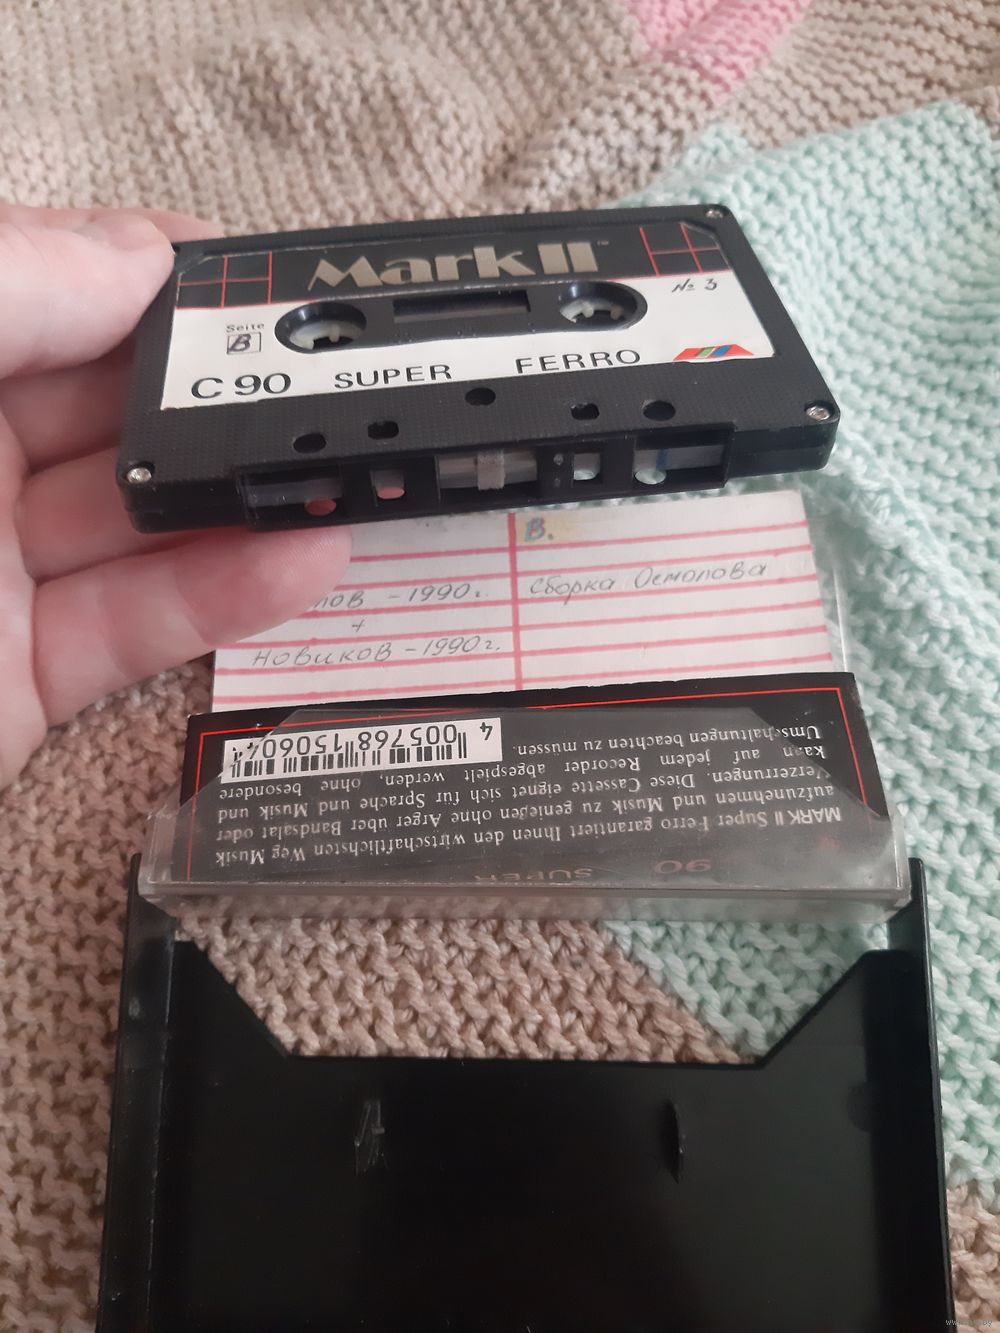 Mark II™
№ 3
Seite
B
C 90 SUPER FERRO
B.
лов - 1990г.
+
Новиков - 1990г.
сборка Осмолова
MARK II Super Ferro garantiert Ihnen den wirtschaftlichsten Weg Musik
aufzunehmen und Musik zu genießen ohne Ärger über Bandsalat oder
Verzerrungen. Diese Cassette eignet sich für Sprache und Musik und
kann auf jedem Recorder abgespielt werden, ohne besondere
Umschaltungen beachten zu müssen.
4 005768 150604
90 SUPER